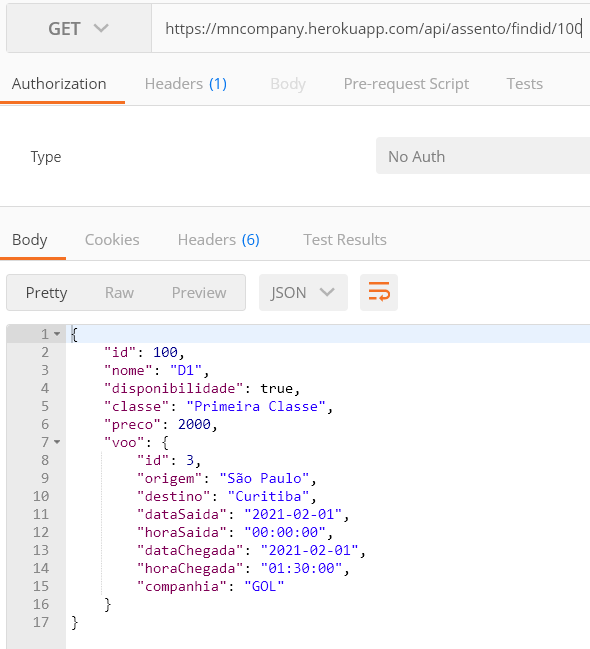 GET https://mncompany.herokuapp.com/api/assento/findid/100
Authorization Headers (1) Body Pre-request Script Tests
Type No Auth
Body Cookies Headers (6) Test Results
Pretty Raw Preview JSON
1 {
2 "id": 100,
3 "nome": "D1",
4 "disponibilidade": true,
5 "classe": "Primeira Classe",
6 "preco": 2000,
7 "voo": {
8 "id": 3,
9 "origem": "São Paulo",
10 "destino": "Curitiba",
11 "dataSaida": "2021-02-01",
12 "horaSaida": "00:00:00",
13 "dataChegada": "2021-02-01",
14 "horaChegada": "01:30:00",
15 "companhia": "GOL"
16 }
17 }